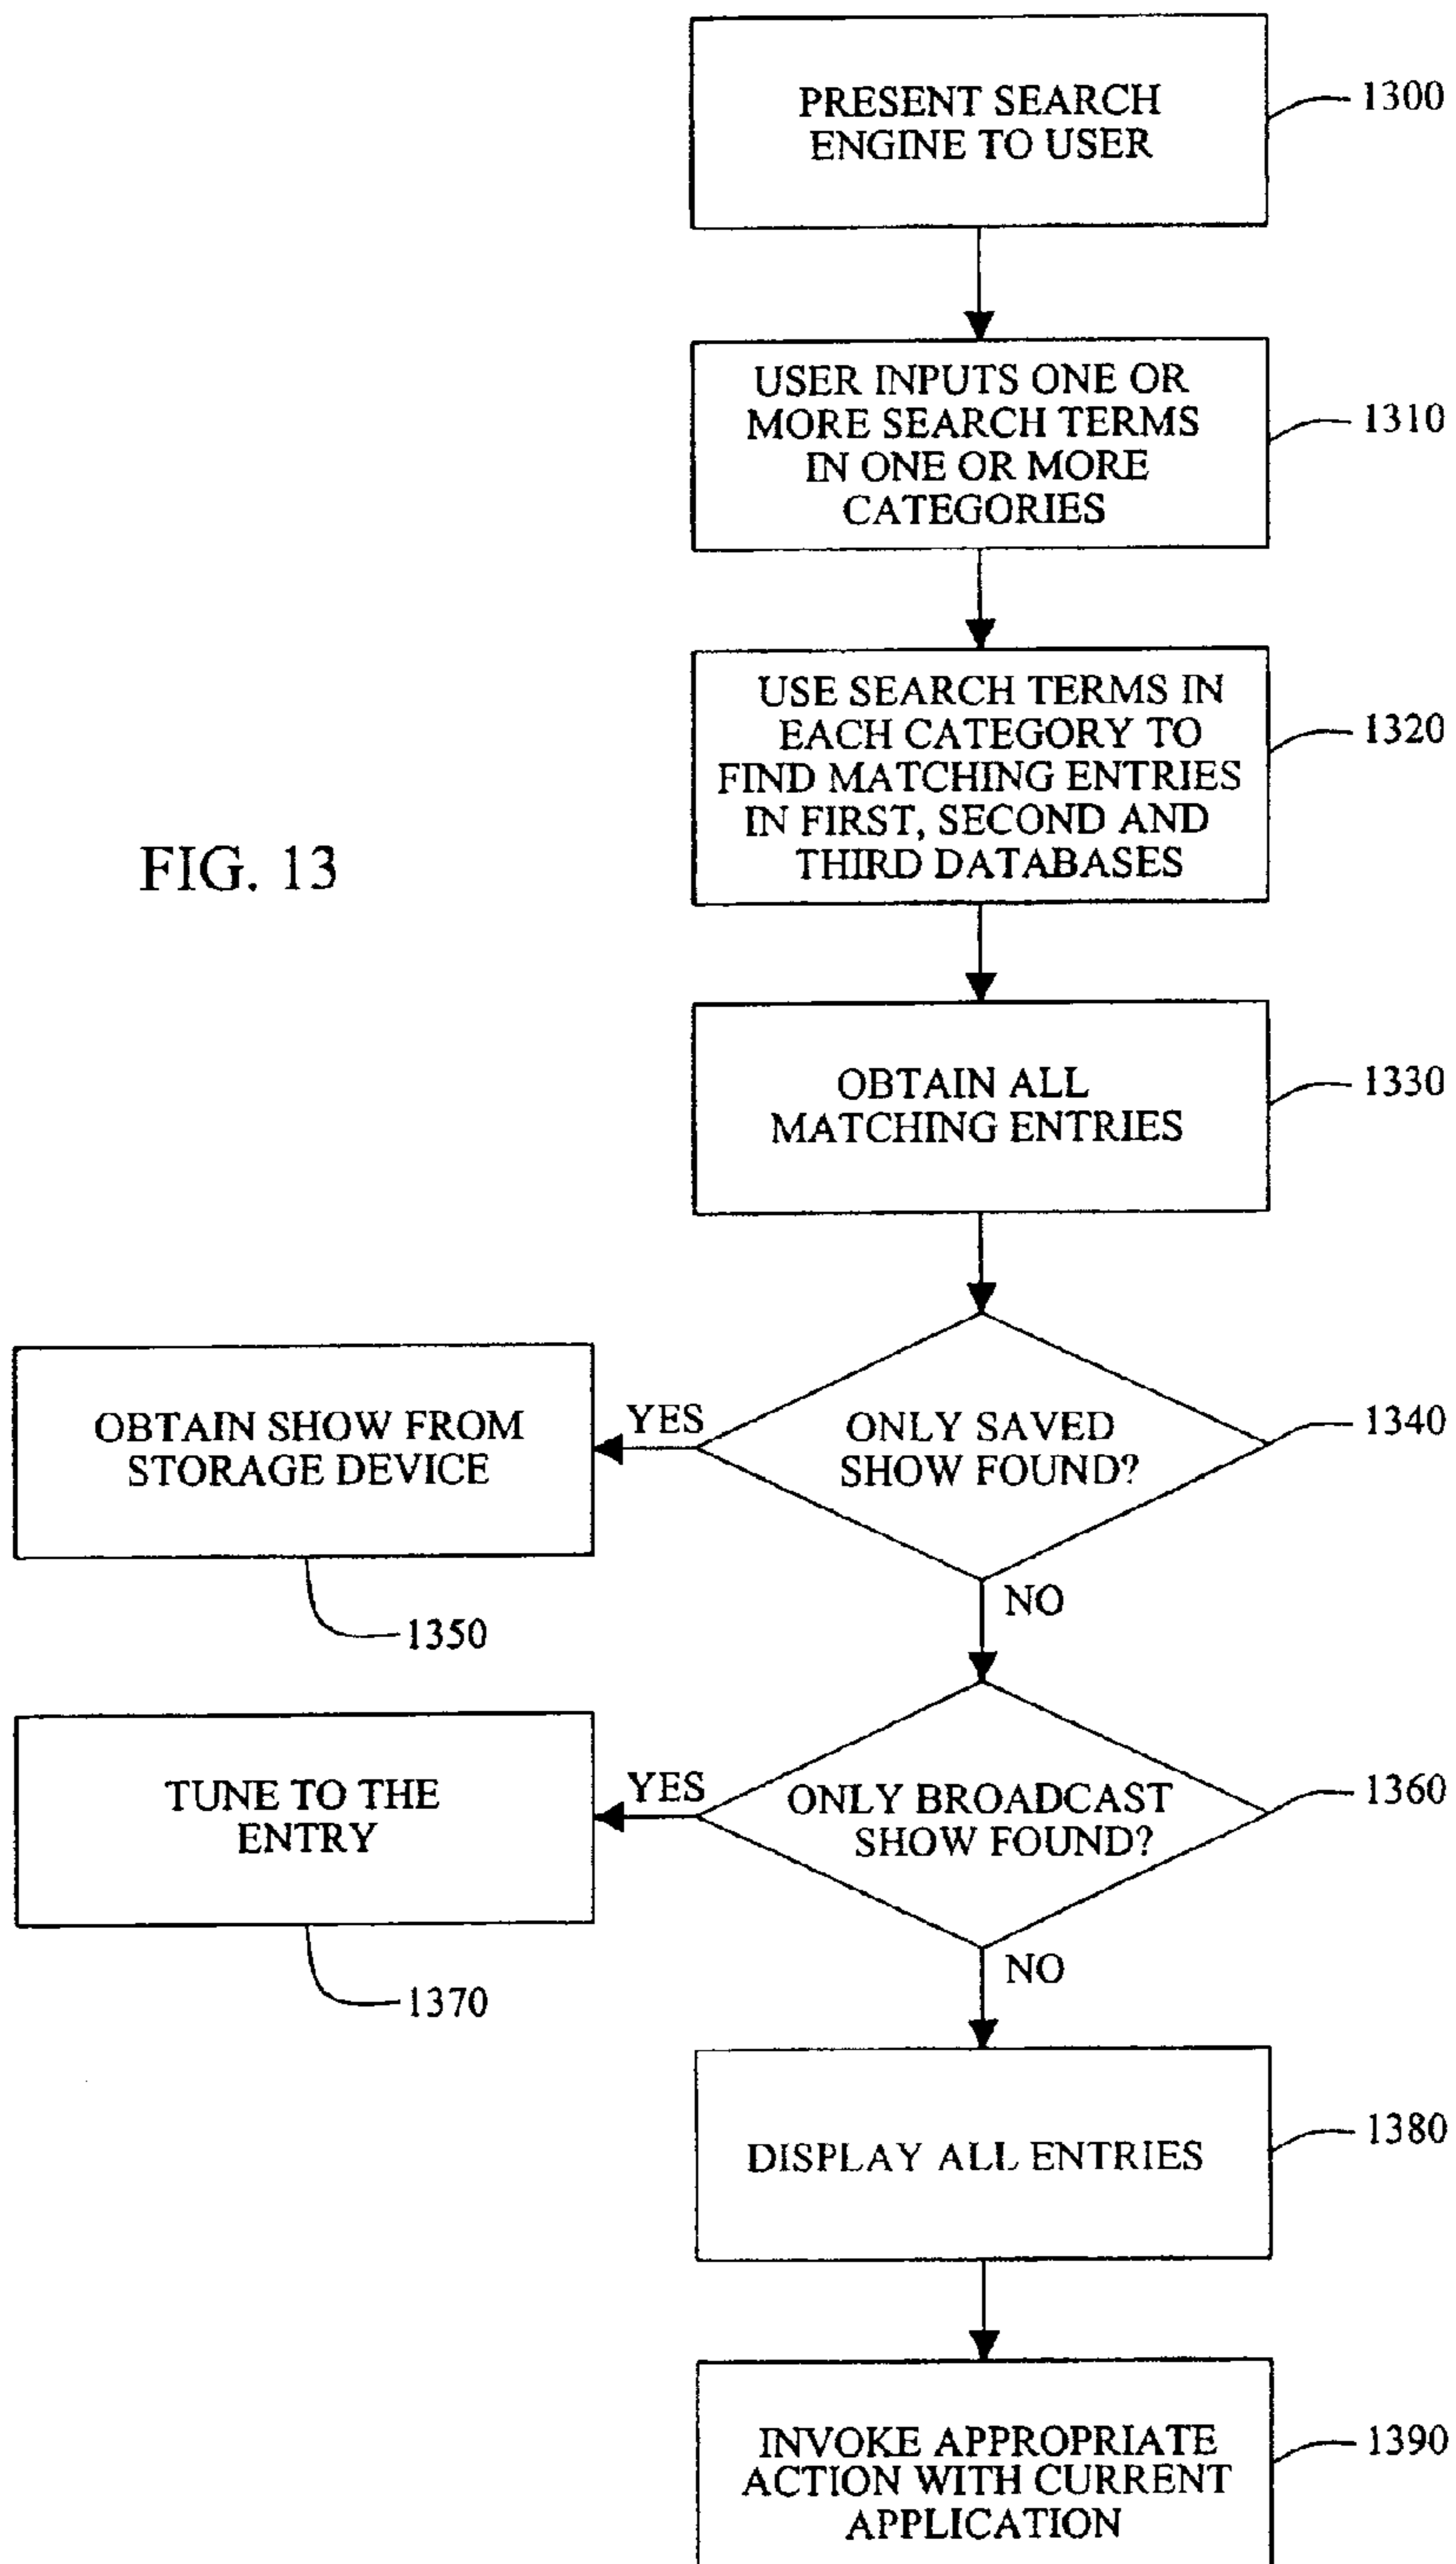 PRESENT SEARCH
ENGINE TO USER
1300
USER INPUTS ONE OR
MORE SEARCH TERMS
IN ONE OR MORE
CATEGORIES
1310
USE SEARCH TERMS IN
EACH CATEGORY TO
FIND MATCHING ENTRIES
IN FIRST, SECOND AND
THIRD DATABASES
1320
FIG. 13
OBTAIN ALL
MATCHING ENTRIES
1330
ONLY SAVED
SHOW FOUND?
1340
YES
OBTAIN SHOW FROM
STORAGE DEVICE
1350
NO
ONLY BROADCAST
SHOW FOUND?
1360
YES
TUNE TO THE
ENTRY
1370
NO
DISPLAY ALL ENTRIES
1380
INVOKE APPROPRIATE
ACTION WITH CURRENT
APPLICATION
1390